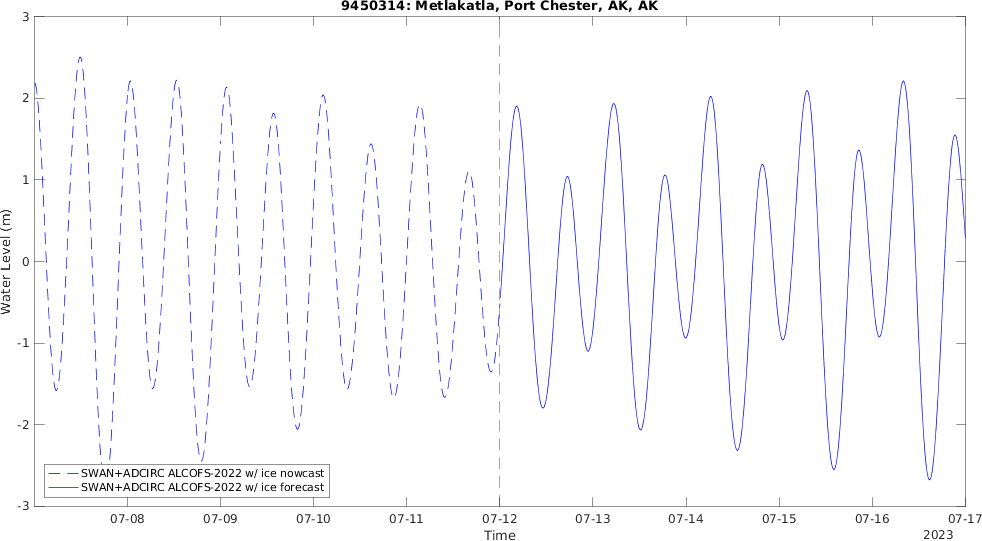 9450314: Metlakatla, Port Chester, AK, AK
Water Level (m)
3
2
1
0
-1
-2
-3
SWAN+ADCIRC ALCOFS-2022 w/ ice nowcast
SWAN+ADCIRC ALCOFS-2022 w/ ice forecast
07-08 07-09 07-10 07-11 07-12 07-13 07-14 07-15 07-16 07-17
Time
2023